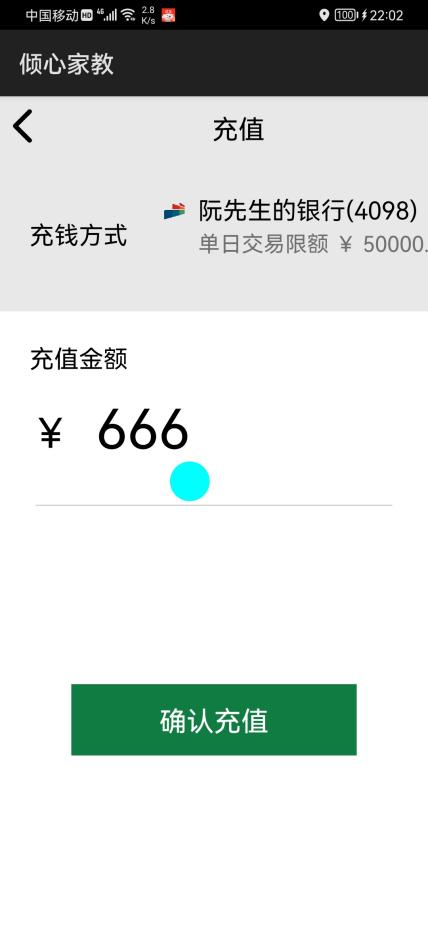 中国移动 HD 4G 2.8 K/s 100 22:02
倾心家教
充值
阮先生的银行(4098)
充钱方式
单日交易限额 ￥ 50000.
充值金额
￥ 666
确认充值